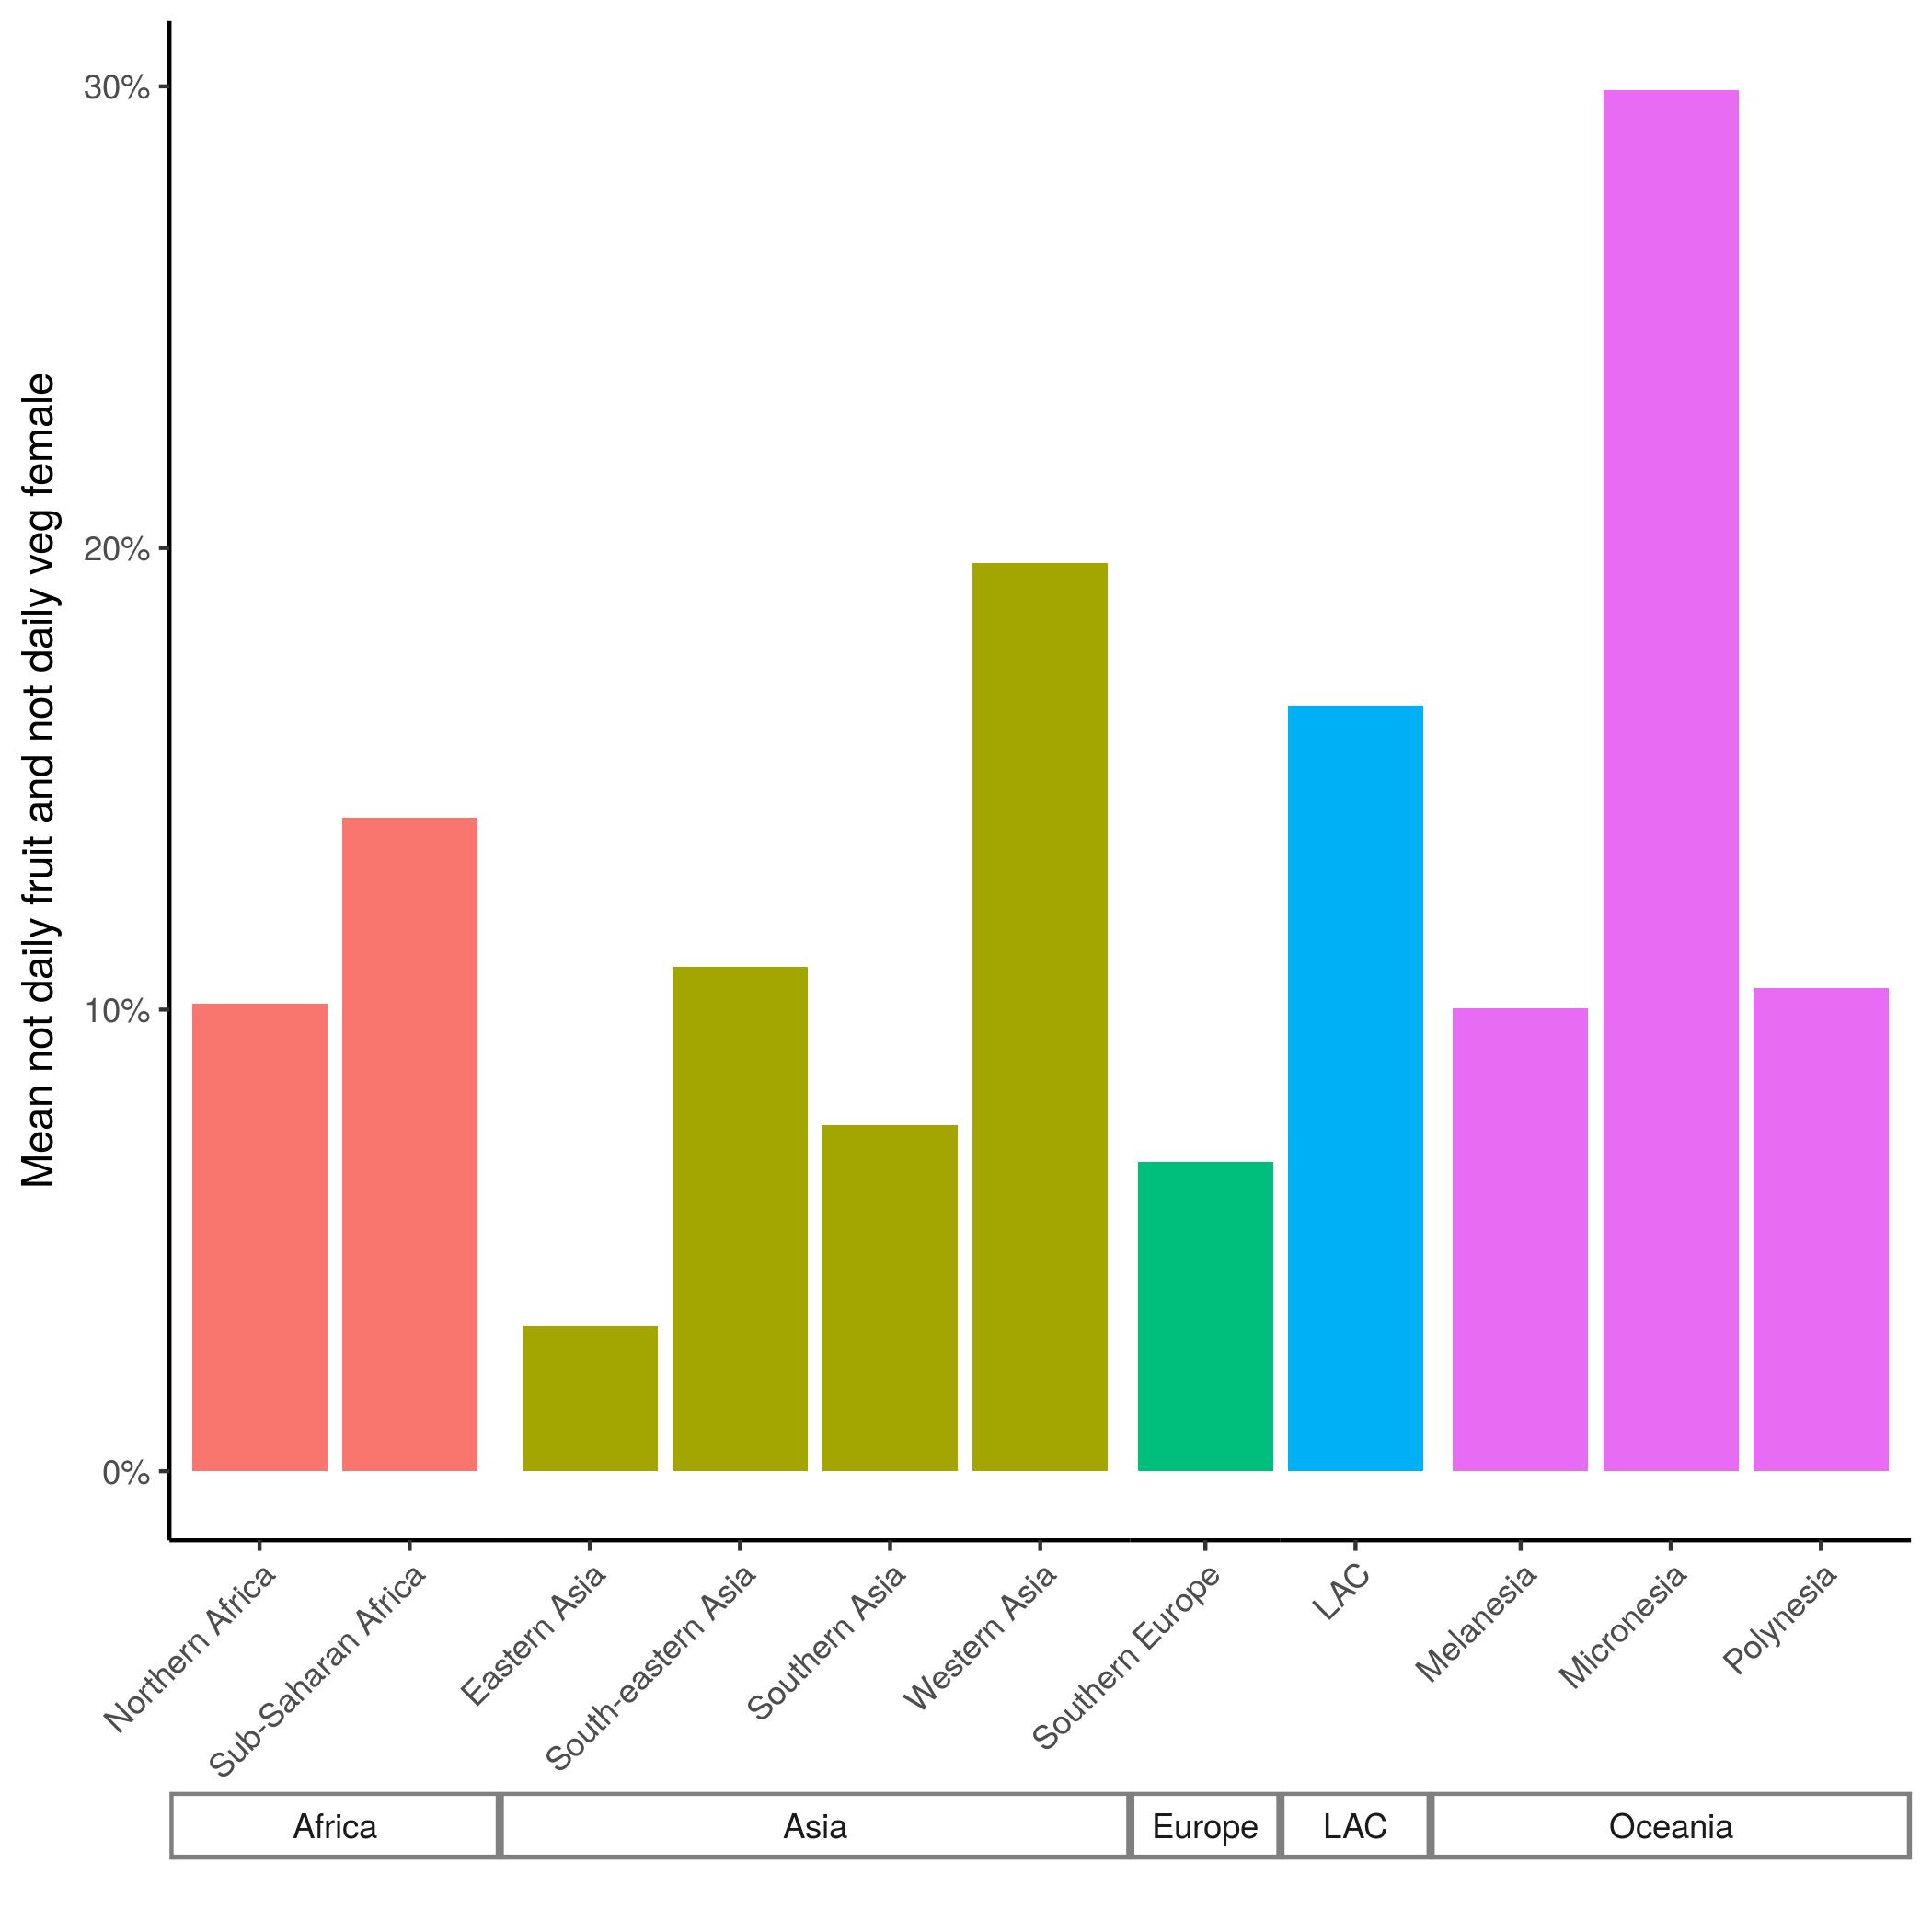 Mean not daily fruit and not daily veg female
30%
20%
10%
0%
Northern Africa
Sub-Saharan Africa
Eastern Asia
South-eastern Asia
Southern Asia
Western Asia
Southern Europe
LAC
Melanesia
Micronesia
Polynesia
Africa
Asia
Europe
LAC
Oceania